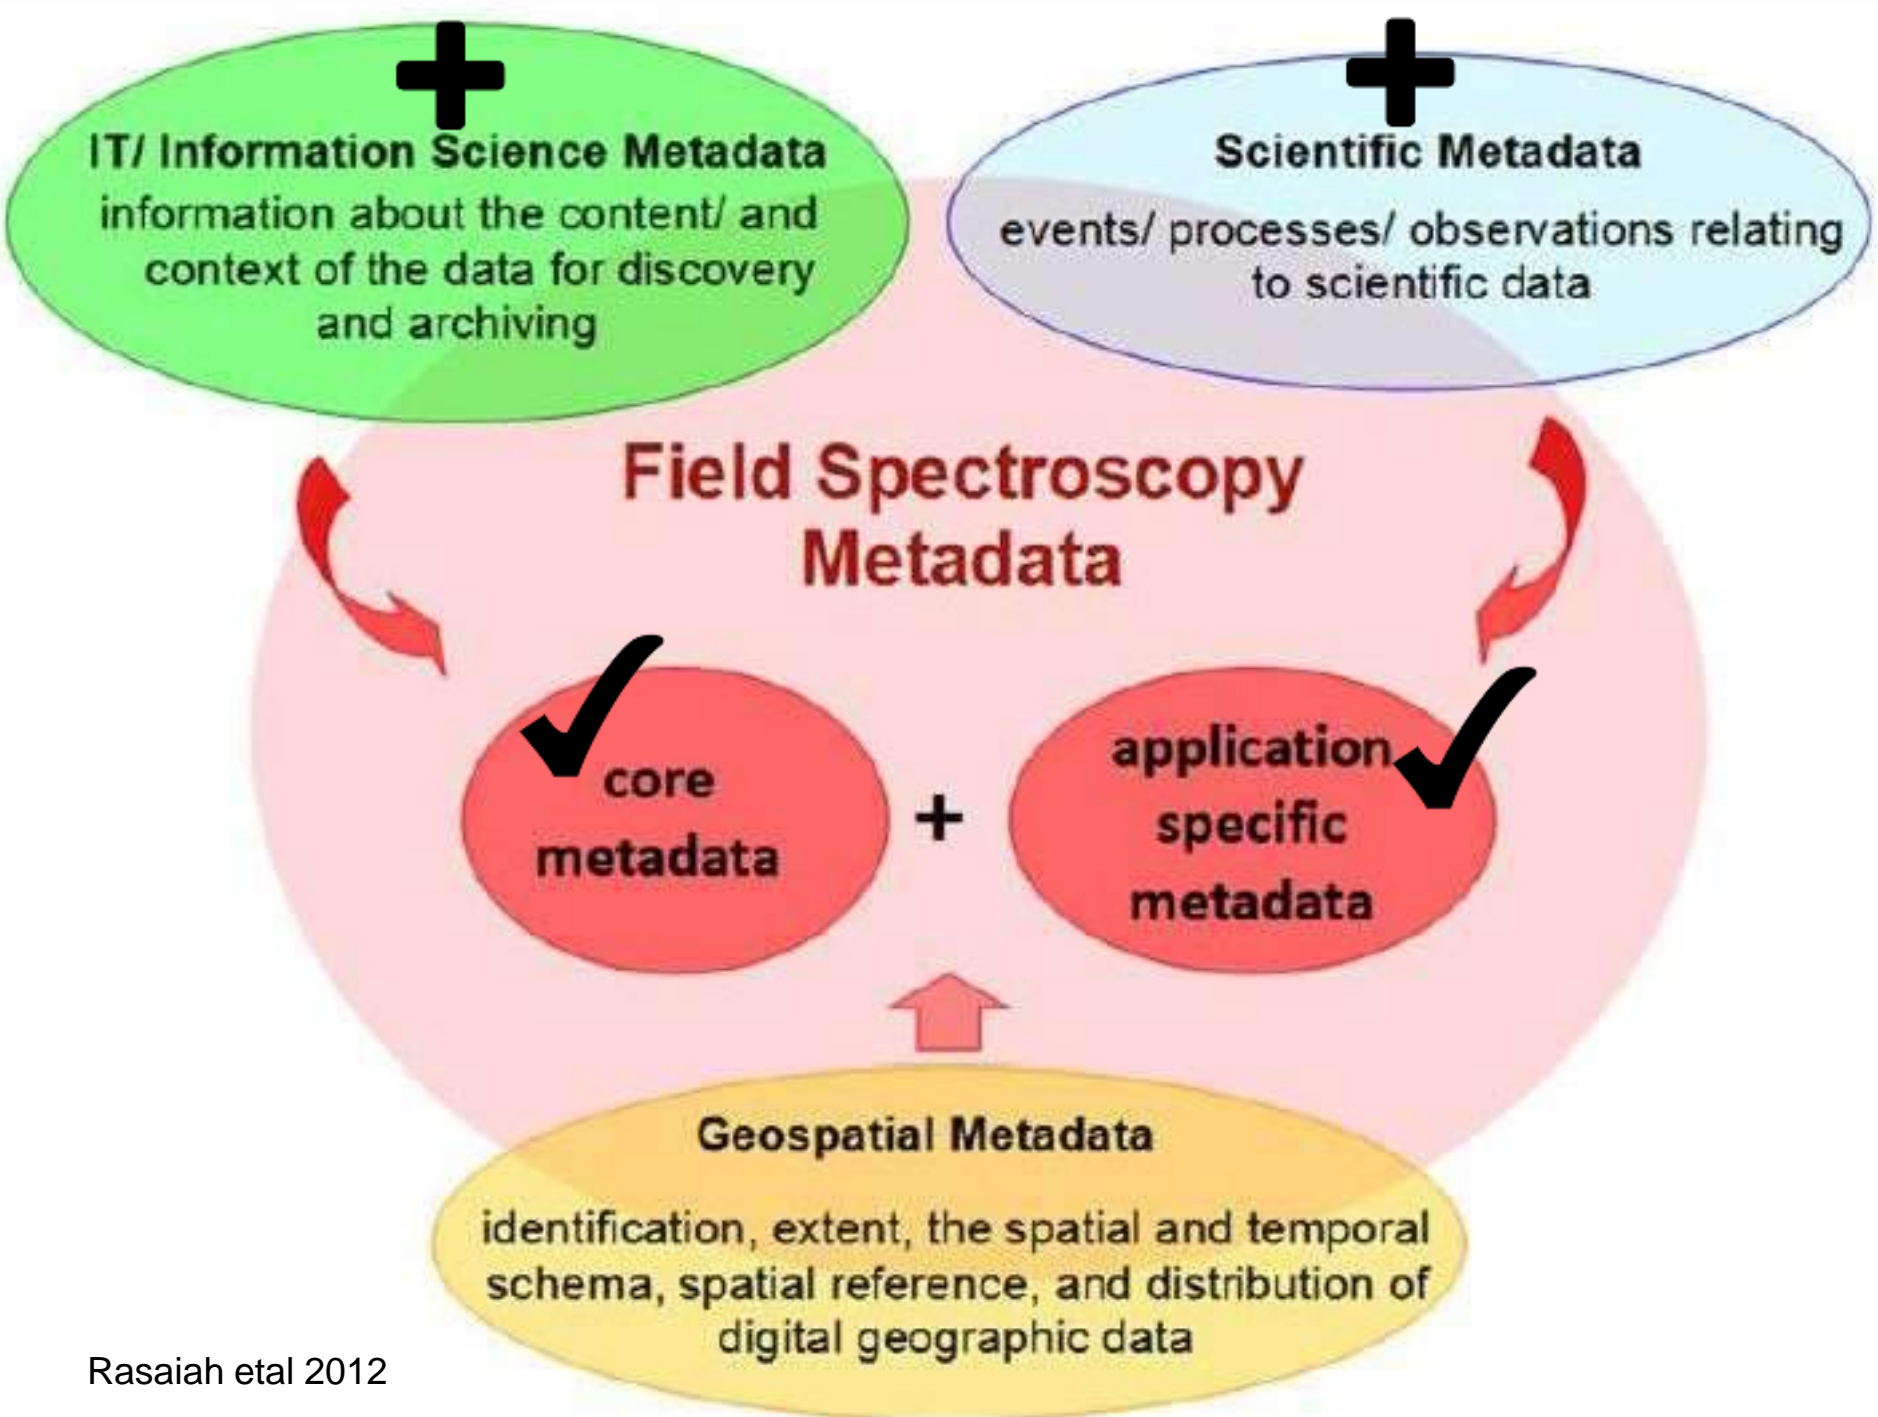 IT/ Information Science Metadata
information about the content/ and
context of the data for discovery
and archiving
Scientific Metadata
events/ processes/ observations relating
to scientific data
Field Spectroscopy
Metadata
core
metadata
+
application
specific
metadata
Geospatial Metadata
identification, extent, the spatial and temporal
schema, spatial reference, and distribution of
digital geographic data
Rasaiah etal 2012